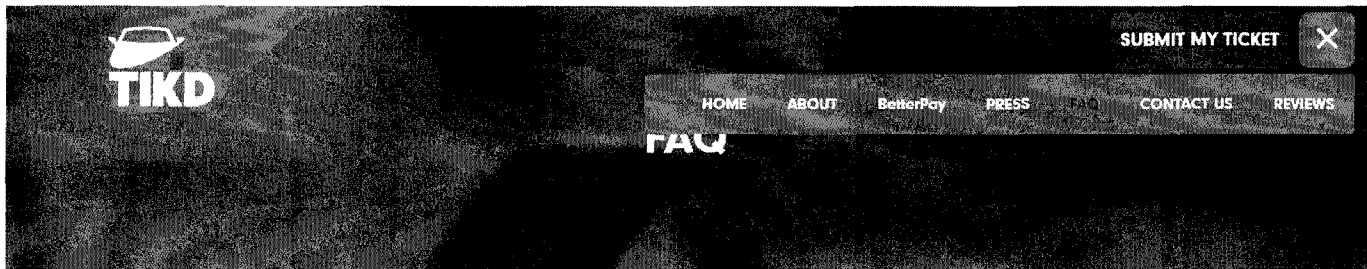 SUBMIT MY TICKET
TIKD
HOME ABOUT BetterPay PRESS FAQ CONTACT US REVIEWS
FAQ